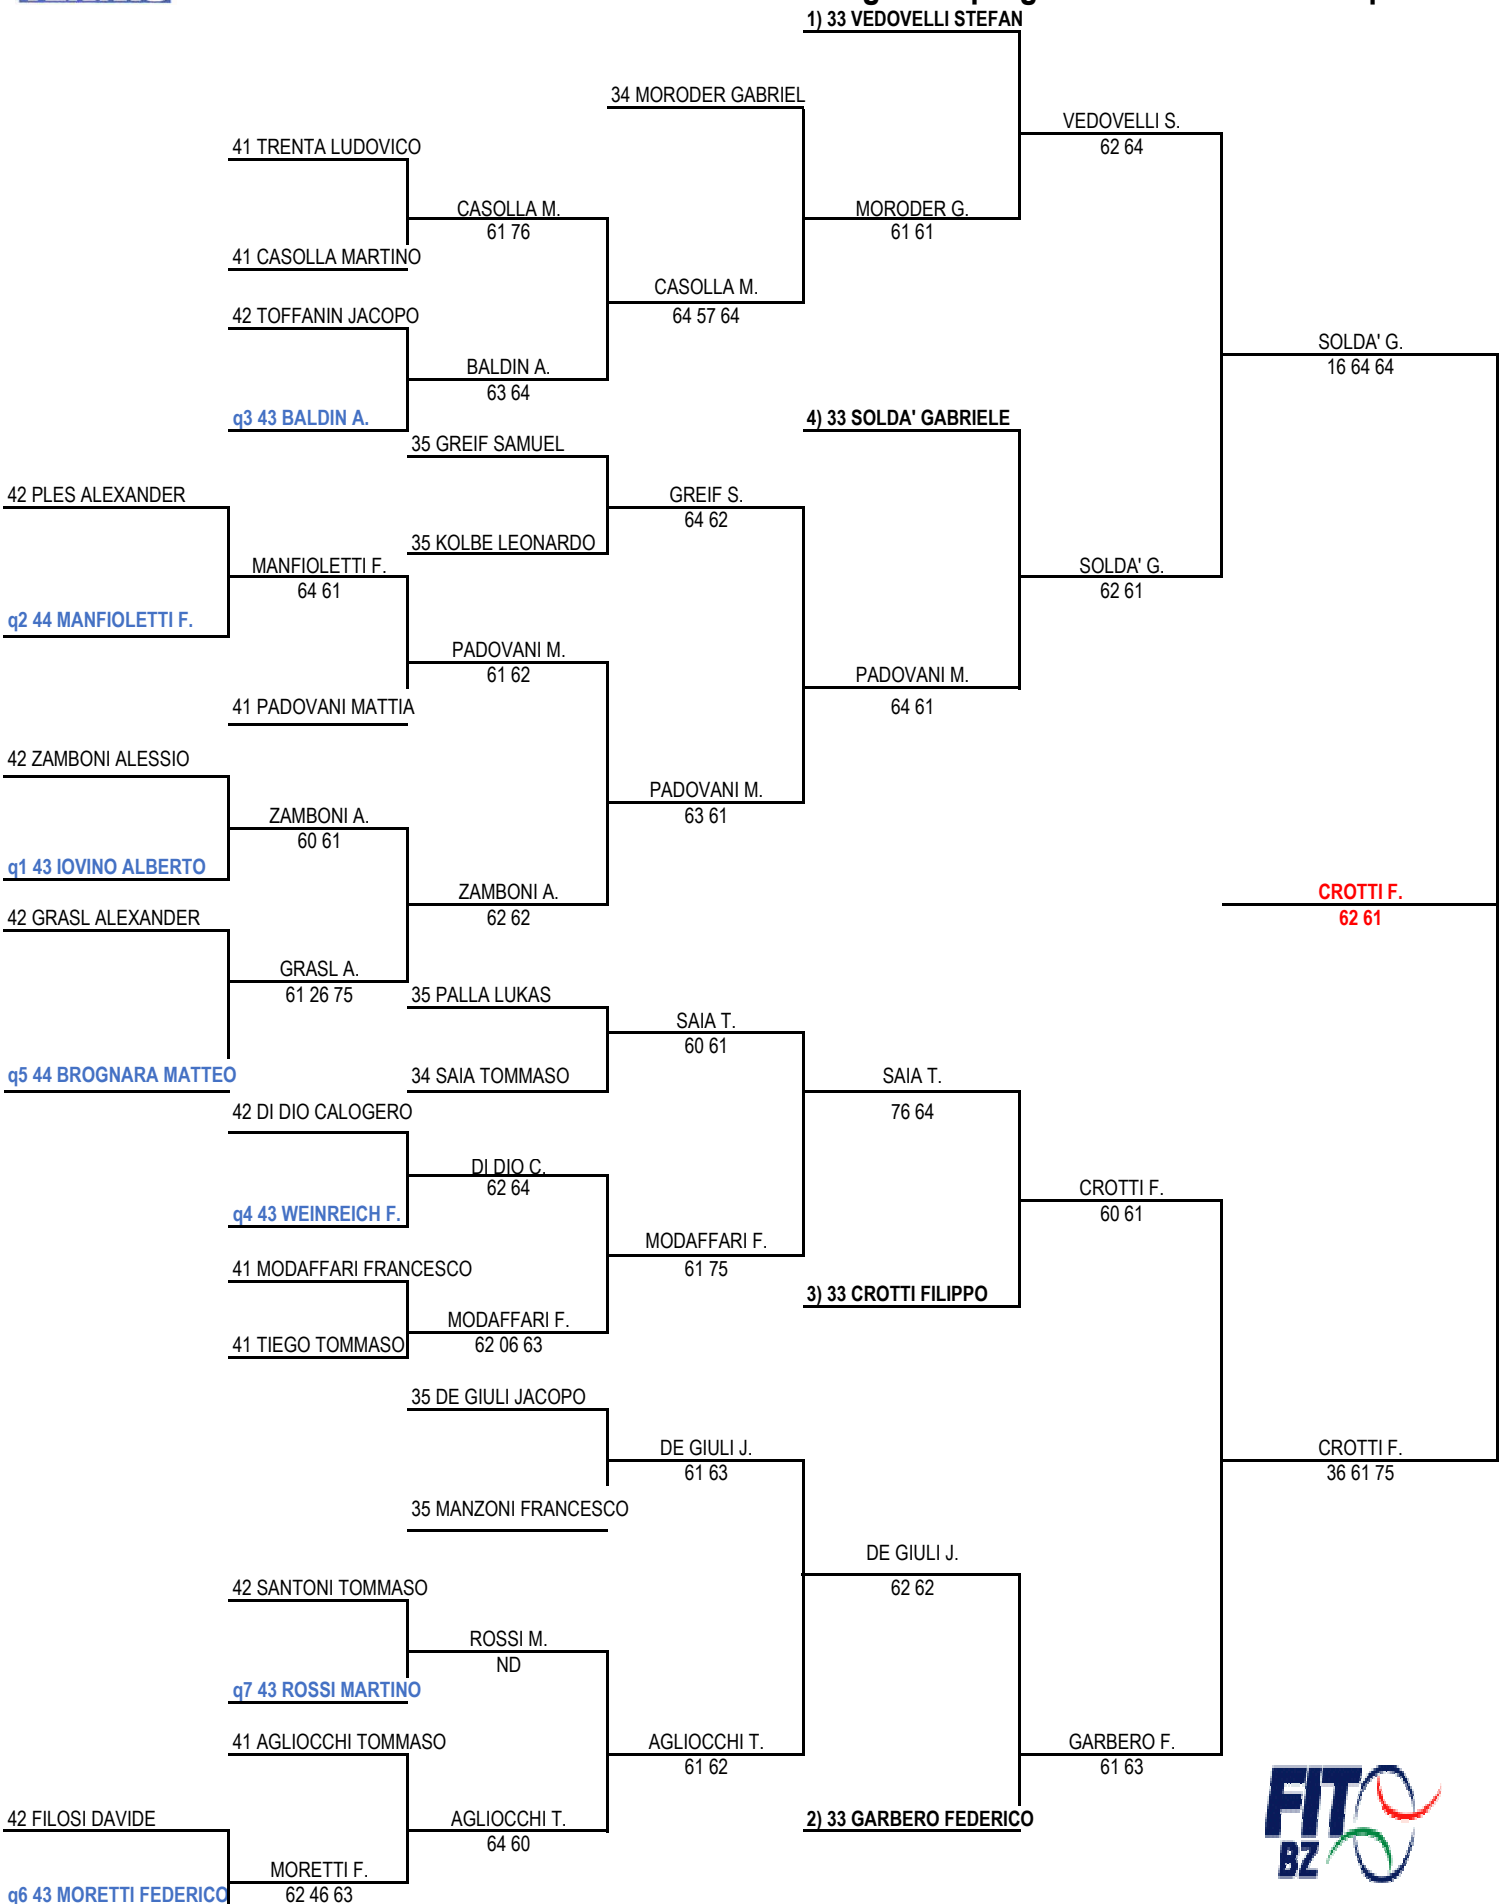 1) 33 VEDOVELLI STEFAN
34 MORODER GABRIEL
VEDOVELLI S.
62 64
41 TRENTA LUDOVICO
CASOLLA M.
61 76
MORODER G.
61 61
41 CASOLLA MARTINO
CASOLLA M.
64 57 64
42 TOFFANIN JACOPO
SOLDA' G.
16 64 64
BALDIN A.
63 64
q3 43 BALDIN A.
4) 33 SOLDA' GABRIELE
35 GREIF SAMUEL
42 PLES ALEXANDER
GREIF S.
64 62
35 KOLBE LEONARDO
MANFIOLETTI F.
64 61
SOLDA' G.
62 61
q2 44 MANFIOLETTI F.
PADOVANI M.
61 62
PADOVANI M.
64 61
41 PADOVANI MATTIA
42 ZAMBONI ALESSIO
PADOVANI M.
63 61
ZAMBONI A.
60 61
q1 43 IOVINO ALBERTO
ZAMBONI A.
62 62
CROTTI F.
62 61
42 GRASL ALEXANDER
GRASL A.
61 26 75
35 PALLA LUKAS
SAIA T.
60 61
q5 44 BROGNARA MATTEO
34 SAIA TOMMASO
SAIA T.
76 64
42 DI DIO CALOGERO
DI DIO C.
62 64
CROTTI F.
60 61
q4 43 WEINREICH F.
MODAFFARI F.
61 75
41 MODAFFARI FRANCESCO
3) 33 CROTTI FILIPPO
MODAFFARI F.
62 06 63
41 TIEGO TOMMASO
35 DE GIULI JACOPO
DE GIULI J.
61 63
CROTTI F.
36 61 75
35 MANZONI FRANCESCO
DE GIULI J.
62 62
42 SANTONI TOMMASO
ROSSI M.
ND
q7 43 ROSSI MARTINO
41 AGLIOCCHI TOMMASO
AGLIOCCHI T.
61 62
GARBERO F.
61 63
42 FILOSI DAVIDE
AGLIOCCHI T.
64 60
2) 33 GARBERO FEDERICO
MORETTI F.
62 46 63
q6 43 MORETTI FEDERICO
FIT
BZ